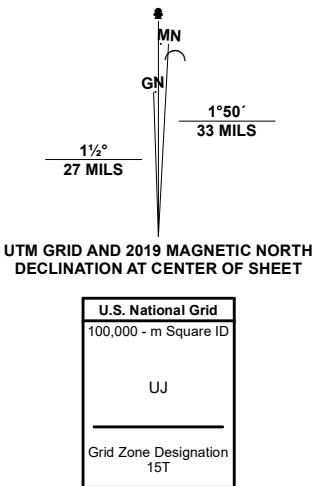 MN
GN
1°50´
33 MILS
1½°
27 MILS
UTM GRID AND 2019 MAGNETIC NORTH
DECLINATION AT CENTER OF SHEET
U.S. National Grid
100,000 - m Square ID
UJ
Grid Zone Designation
15T